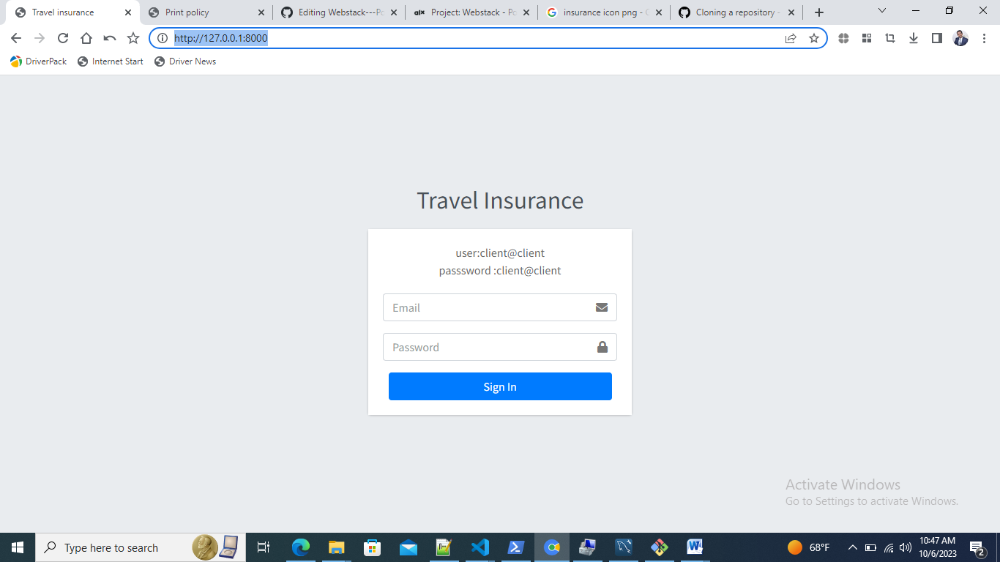 Travel insurance
Print policy
Editing Webstack---Po
alx
Project: Webstack - Po
insurance icon png - G
Cloning a repository -
http://127.0.0.1:8000
DriverPack
Internet Start
Driver News
Travel Insurance
user:client@client
passsword :client@client
Email
Password
Sign In
Activate Windows
Go to Settings to activate Windows.
Type here to search
68°F
10:47 AM
10/6/2023
2